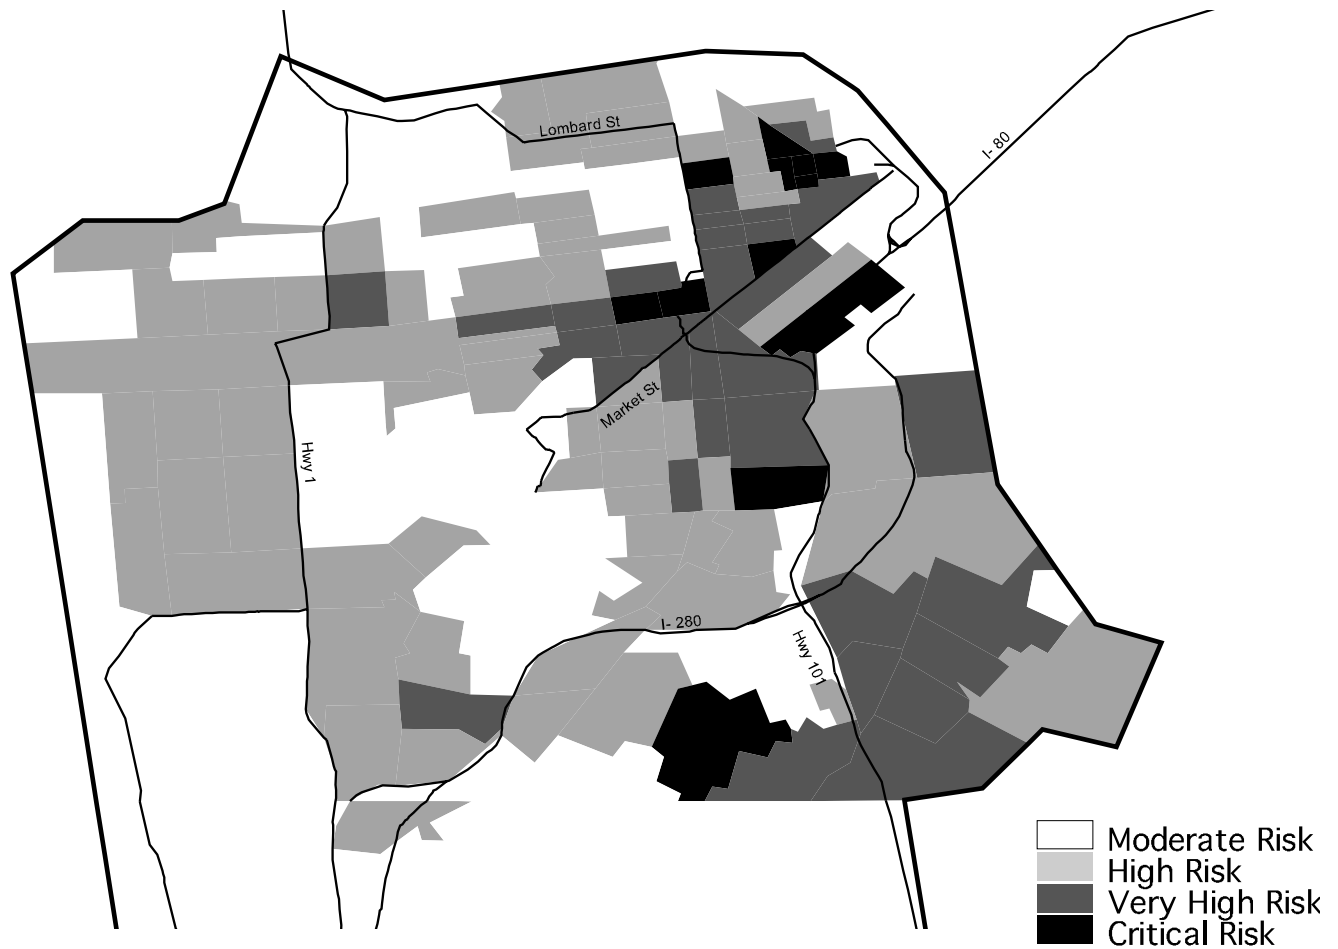 Lombard St
I- 80
Market St
Hwy 1
I- 280
Hwy 101
Moderate Risk
High Risk
Very High Risk
Critical Risk